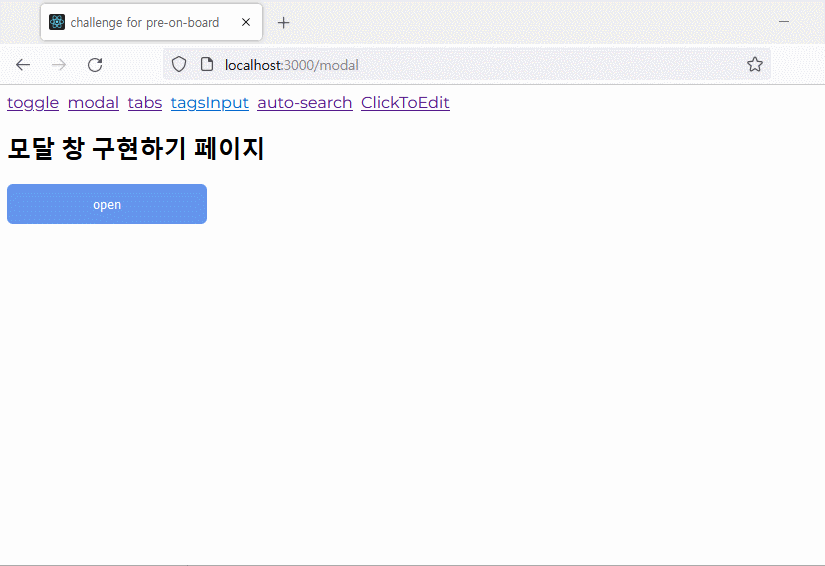 challenge for pre-on-board
localhost:3000/modal
toggle modal tabs tagsInput auto-search ClickToEdit
모달 창 구현하기 페이지
open